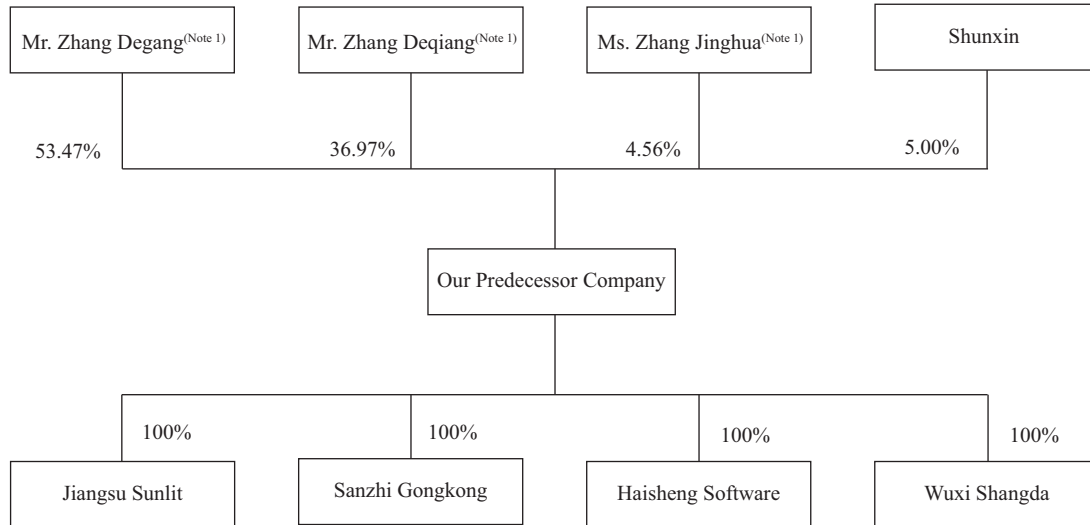 Mr. Zhang Degang(Note 1)
Mr. Zhang Deqiang(Note 1)
Ms. Zhang Jinghua(Note 1)
Shunxin
53.47%
36.97%
4.56%
5.00%
Our Predecessor Company
100%
100%
100%
100%
Jiangsu Sunlit
Sanzhi Gongkong
Haisheng Software
Wuxi Shangda